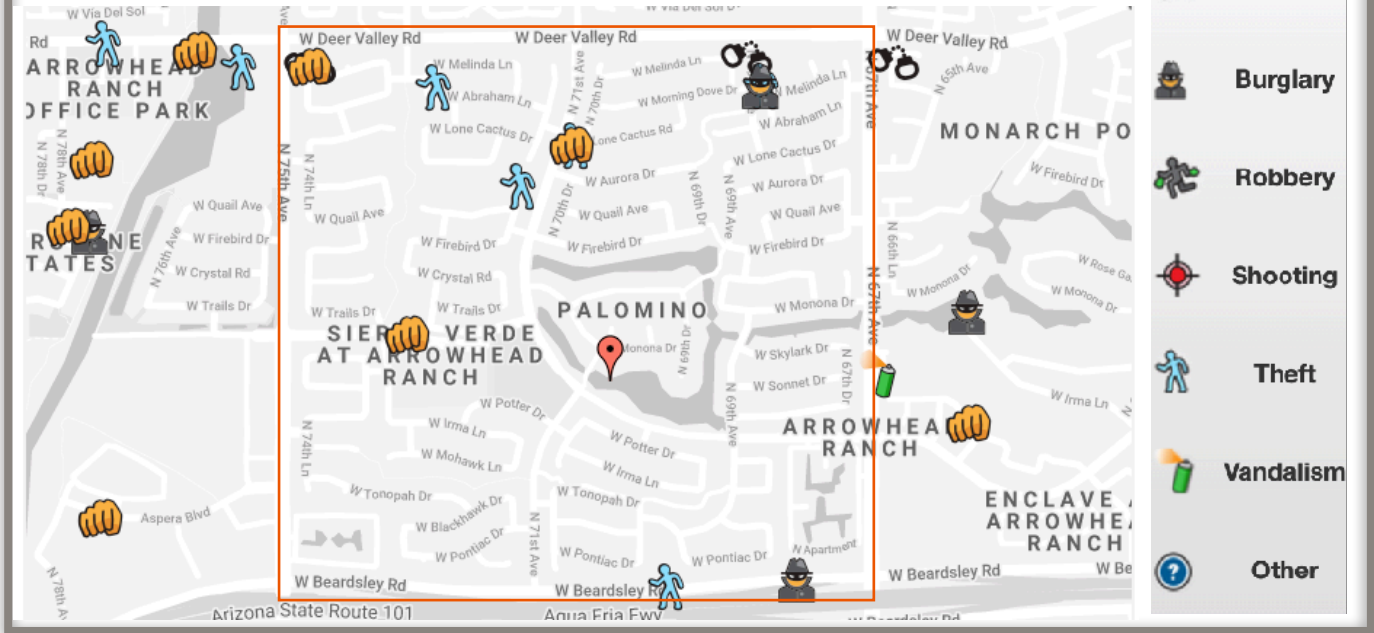 W Via Del Sol
Rd
ARROWHEAD
RANCH
OFFICE PARK
N 78th Ave
N 78th Dr
W Quail Ave
W Firebird Dr
W Crystal Rd
W Trails Dr
N 76th Ave
TATES
Aspera Blvd
N 75th Ave
W Deer Valley Rd
W Deer Valley Rd
W Deer Valley Rd
W Melinda Ln
W Abraham Ln
W Lone Cactus Dr
N 71st Ave
N 70th Dr
W Melinda Ln
W Morning Dove Dr
Melinda Ln
W Abraham Ln
Lone Cactus Rd
W Lone Cactus Dr
67th Ave
N 65th Ave
MONARCH PO
N 74th Ln
W Quail Ave
W Aurora Dr
W Quail Ave
N 70th Dr
W Firebird Dr
W Firebird Dr
N 69th Dr
N 69th Ave
W Aurora Dr
W Quail Ave
W Firebird Dr
W Firebird Dr
N 66th Ln
W Crystal Rd
W Trails Dr
W Trails Dr
PALOMINO
W Monona Dr
N 67th Ave
W Monona Dr
W Rose Ga
W Monona Dr
SIER VERDE
AT ARROWHEAD
RANCH
Monona Dr
N 69th Dr
W Skylark Dr
W Sonnet Dr
N 67th Dr
N 69th Ave
W Irma Ln
ARROWHEA
RANCH
W Potter Dr
W Irma Ln
W Mohawk Ln
N 74th Ln
W Tonopah Dr
W Blackhawk Dr
W Pontiac Dr
N 71st Ave
W Potter Dr
W Irma Ln
W Tonopah Dr
W Pontiac Dr
W Pontiac Dr
W Apartment
ENCLAVE
ARROWHE
RANCH
W Beardsley Rd
W Beardsley R
W Beardsley Rd
W Be
Arizona State Route 101
Agua Fria Fwy
Burglary
Robbery
Shooting
Theft
Vandalism
Other